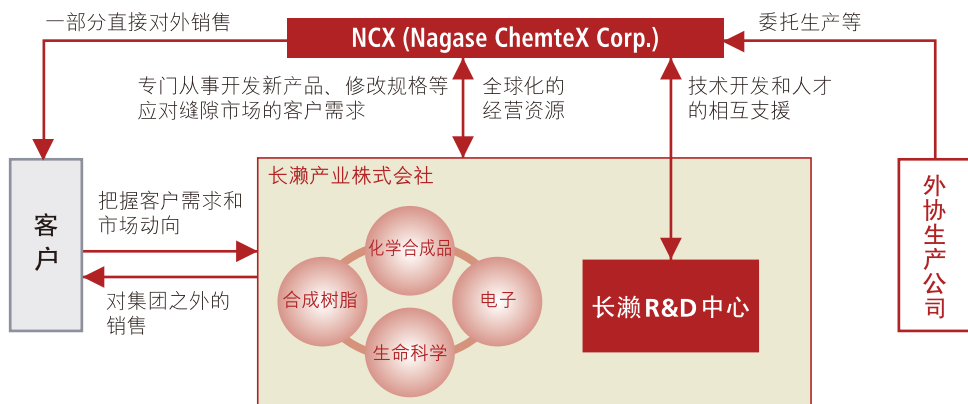 一部分直接对外销售
NCX (Nagase ChemteX Corp.)
委托生产等
专门从事开发新产品、修改规格等
应对缝隙市场的客户需求
全球化的
经营资源
技术开发和人才
的相互支援
客户
把握客户需求和
市场动向
对集团之外的
销售
长濑产业株式会社
化学合成品
合成树脂
电子
生命科学
长濑R&D中心
外协生产公司